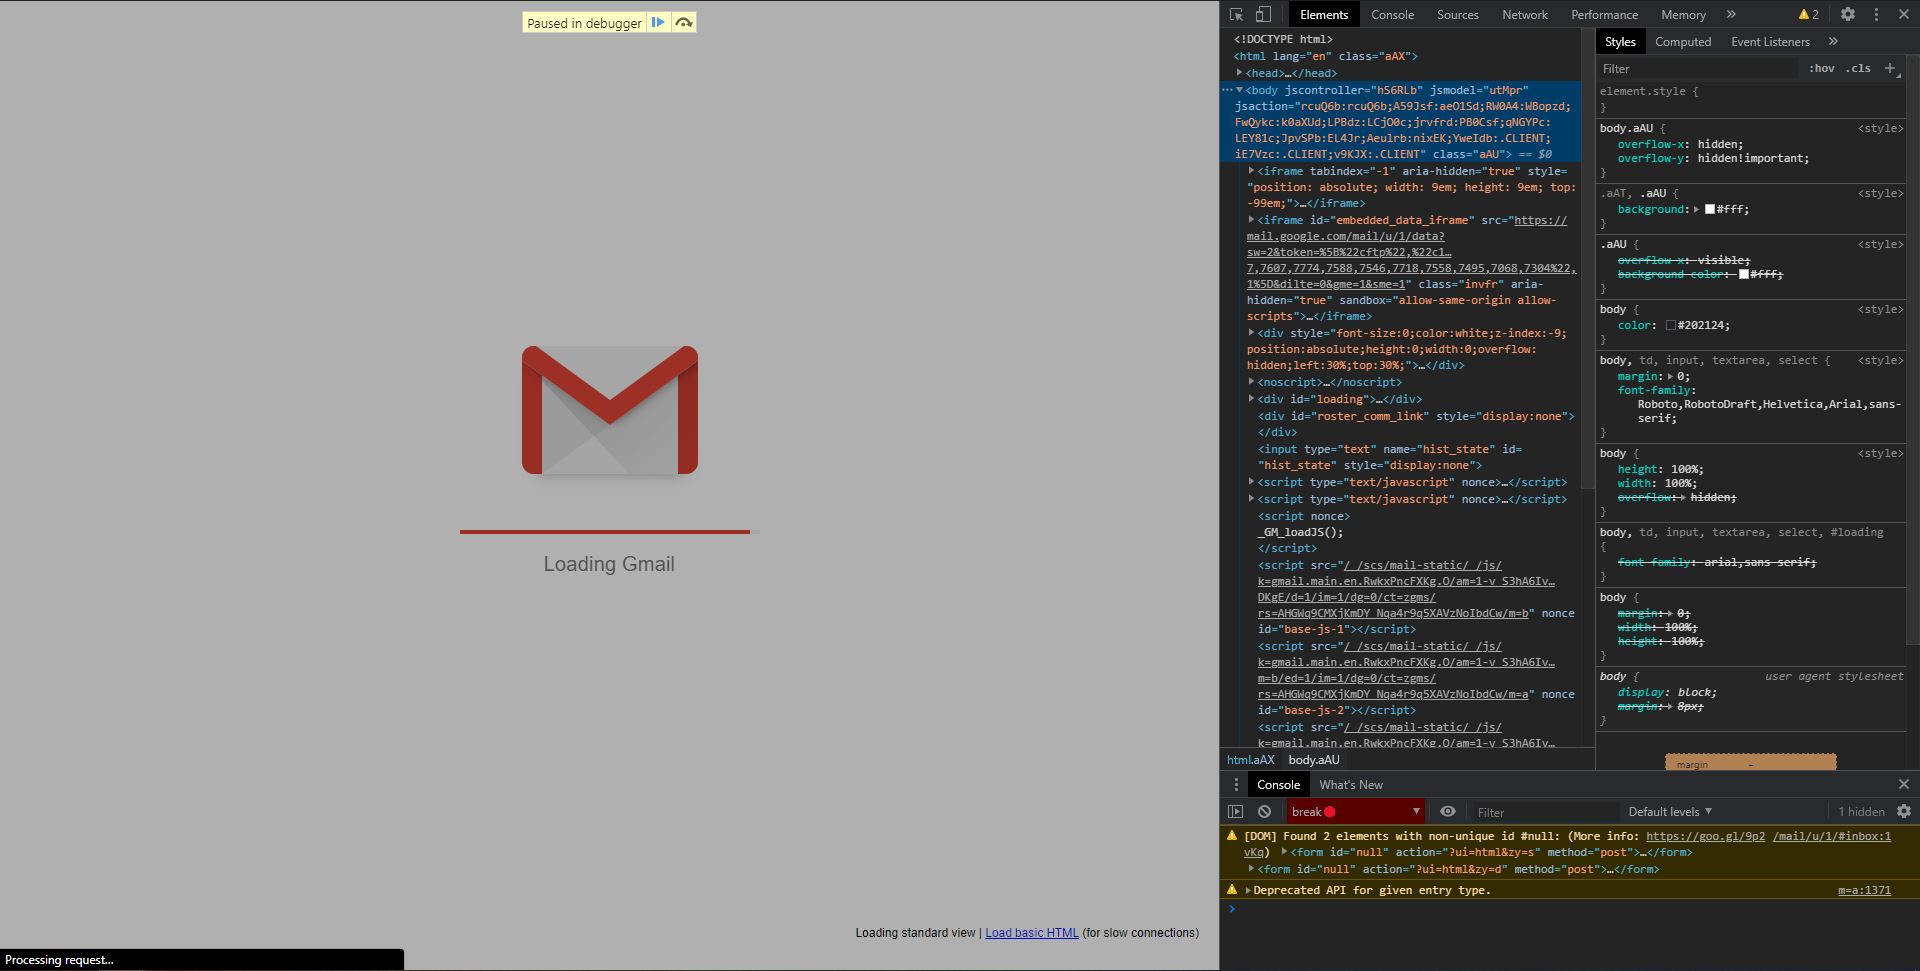 Paused in debugger
Loading Gmail
Loading standard view | Load basic HTML (for slow connections)
Processing request...
Elements Console Sources Network Performance Memory » 2
<!DOCTYPE html>
<html lang="en" class="aAX">
<head>…</head>
<body jscontroller="hS6RLb" jsmodel="utMpr"
jsaction="rcuQ6b:rcuQ6b;A59Jsf:aeO1Sd;RW0A4:WBopzd;
FwQykc:k0aXUd;LPBdz:LCjO0c;jrvfrd:PB0Csf;qNGYPc:
LEY81c;JpvSPb:EL4Jr;Aeulrb:nixEK;YweIdb:.CLIENT;
iE7Vzc:.CLIENT;v9KJX:.CLIENT" class="aAU"> == $0
<iframe tabindex="-1" aria-hidden="true" style=
"position: absolute; width: 9em; height: 9em; top:
-99em;">…</iframe>
<iframe id="embedded_data_iframe" src="https://
mail.google.com/mail/u/1/data?
sw=2&token=%5B%22cftp%22,%22c1…
7,7607,7774,7588,7546,7718,7558,7495,7068,7304%22,
1%5D&dilte=0&gme=1&sme=1" class="invfr" aria-
hidden="true" sandbox="allow-same-origin allow-
scripts">…</iframe>
<div style="font-size:0;color:white;z-index:-9;
position:absolute;height:0;width:0;overflow:
hidden;left:30%;top:30%;">…</div>
<noscript>…</noscript>
<div id="loading">…</div>
<div id="roster_comm_link" style="display:none">
</div>
<input type="text" name="hist_state" id=
"hist_state" style="display:none">
<script type="text/javascript" nonce>…</script>
<script type="text/javascript" nonce>…</script>
<script nonce>
_GM_loadJS();
</script>
<script src="/_/scs/mail-static/_/js/
k=gmail.main.en.RwkxPncFXKg.O/am=1-v_S3hA6Iv…
DKgE/d=1/im=1/dg=0/ct=zgms/
rs=AHGWq9CMXjKmDY_Nqa4r9q5XAVzNoIbdCw/m=b" nonce
id="base-js-1"></script>
<script src="/_/scs/mail-static/_/js/
k=gmail.main.en.RwkxPncFXKg.O/am=1-v_S3hA6Iv…
m=b/ed=1/im=1/dg=0/ct=zgms/
rs=AHGWq9CMXjKmDY_Nqa4r9q5XAVzNoIbdCw/m=a" nonce
id="base-js-2"></script>
<script src="/_/scs/mail-static/_/js/
k=gmail.main.en.RwkxPncFXKg.O/am=1-v_S3hA6Iv…
html.aAX body.aAU
Styles Computed Event Listeners »
Filter :hov .cls +
element.style {
}
body.aAU { <style>
overflow-x: hidden;
overflow-y: hidden!important;
}
.aAT, .aAU { <style>
background: #fff;
}
.aAU { <style>
overflow-x: visible;
background-color: #fff;
}
body { <style>
color: #202124;
}
body, td, input, textarea, select { <style>
margin: 0;
font-family:
Roboto,RobotoDraft,Helvetica,Arial,sans-
serif;
}
body { <style>
height: 100%;
width: 100%;
overflow: hidden;
}
body, td, input, textarea, select, #loading <style>
{
font-family: arial,sans-serif;
}
body { <style>
margin: 0;
width: 100%;
height: 100%;
}
body { user agent stylesheet
display: block;
margin: 8px;
}
margin –
Console What's New
break Filter Default levels 1 hidden
[DOM] Found 2 elements with non-unique id #null: (More info: https://goo.gl/9p2 /mail/u/1/#inbox:1
vKq) <form id="null" action="?ui=html&zy=s" method="post">…</form>
<form id="null" action="?ui=html&zy=d" method="post">…</form>
Deprecated API for given entry type. m=a:1371